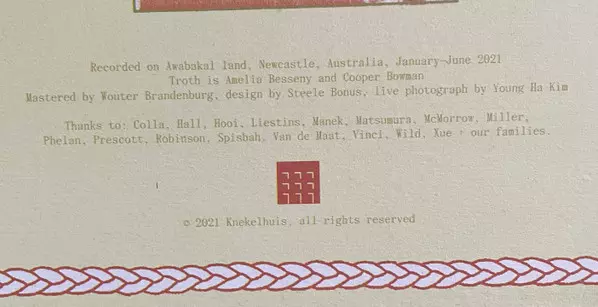 Recorded on Awabakal land, Newcastle, Australia, January-June 2021
Troth is Amelia Besseny and Cooper Bowman
Mastered by Wouter Brandenburg, design by Steele Bonus, live photograph by Young Ha Kim
Thanks to: Colla, Hall, Hooi, Liestins, Manek, Matsumura, McMorrow, Miller,
Phelan, Prescott, Robinson, Spisbah, Van de Maat, Vinci, Wild, Xue + our families.
© 2021 Knekelhuis, all rights reserved